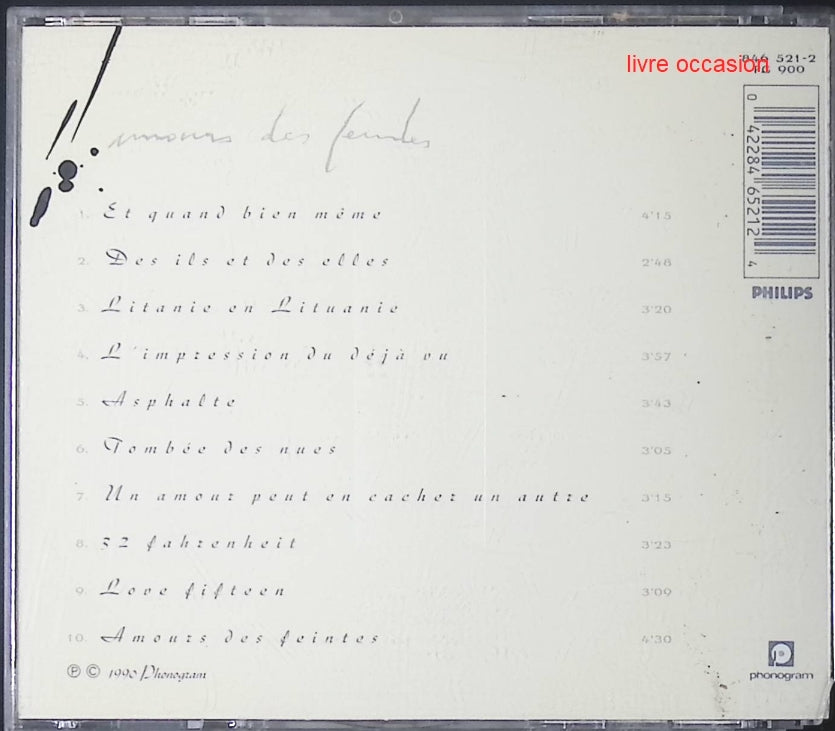 livre occasion
846 521-2
PG 900
amours des feintes
0 42284 65212 4
PHILIPS
1. Et quand bien même 4'15
2. Des ils et des elles 2'48
3. Litanie en Lituanie 3'20
4. L'impression du déjà vu 3'57
5. Asphalte 3'43
6. Tombée des nues 3'05
7. Un amour peut en cacher un autre 3'15
8. 32 fahrenheit 3'23
9. Love fifteen 3'09
10. Amours des feintes 4'30
℗ © 1990 Phonogram
phonogram